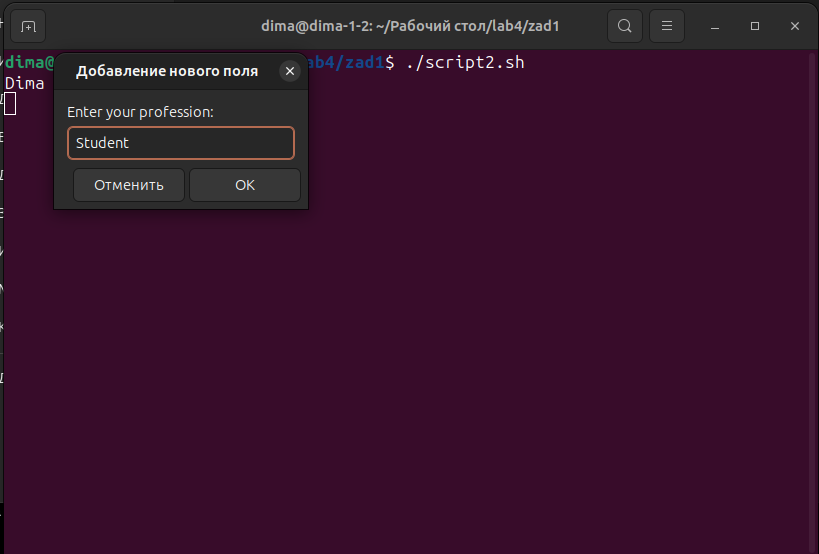 dima@dima-1-2: ~/Рабочий стол/lab4/zad1
dima@ab4/zad1$ ./script2.sh
Dima
Добавление нового поля
Enter your profession:
Student
Отменить
OK